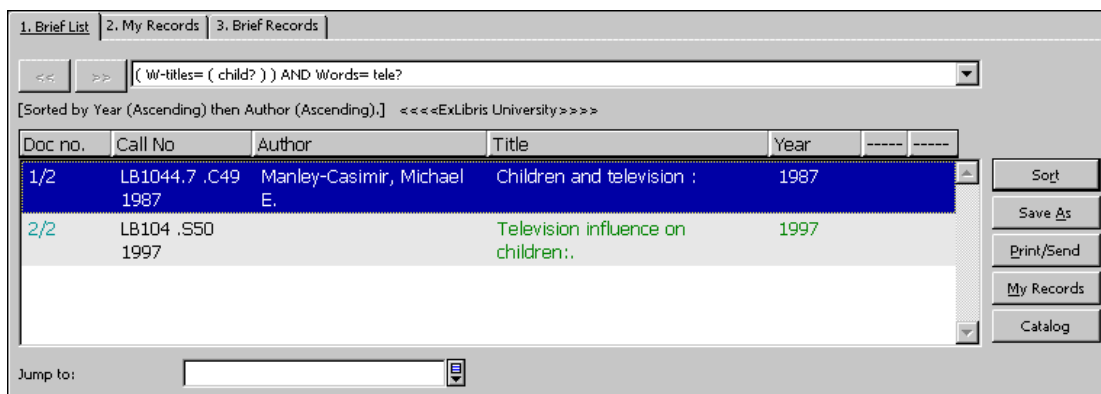 1. Brief List 2. My Records 3. Brief Records
<< >> ( W-titles= ( child? ) ) AND Words= tele?
[Sorted by Year (Ascending) then Author (Ascending).] <<<<ExLibris University>>>>
Doc no. Call No Author Title Year ----- -----
1/2 LB1044.7 .C49 Manley-Casimir, Michael Children and television : 1987
1987 E.
2/2 LB104 .S50 Television influence on 1997
1997 children:.
Sort
Save As
Print/Send
My Records
Catalog
Jump to: